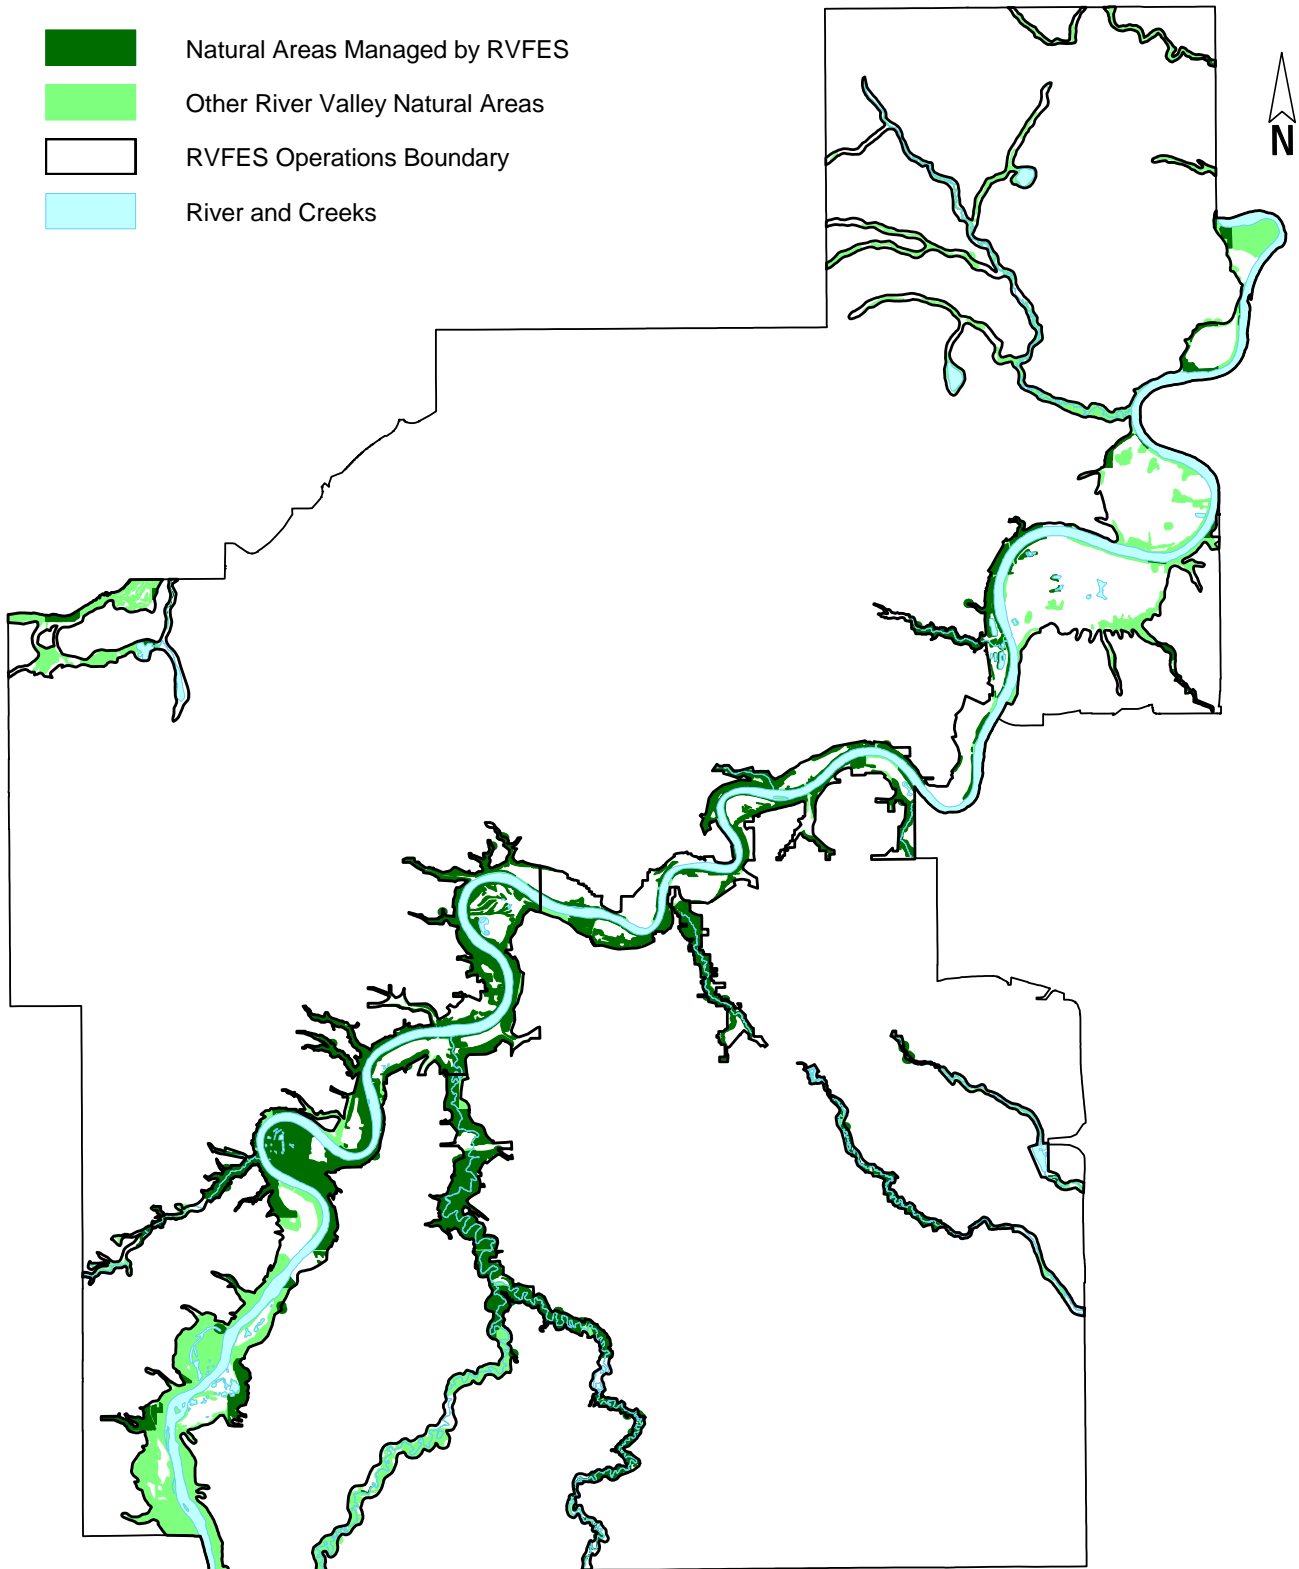 Natural Areas Managed by RVFES
Other River Valley Natural Areas
RVFES Operations Boundary
River and Creeks
N